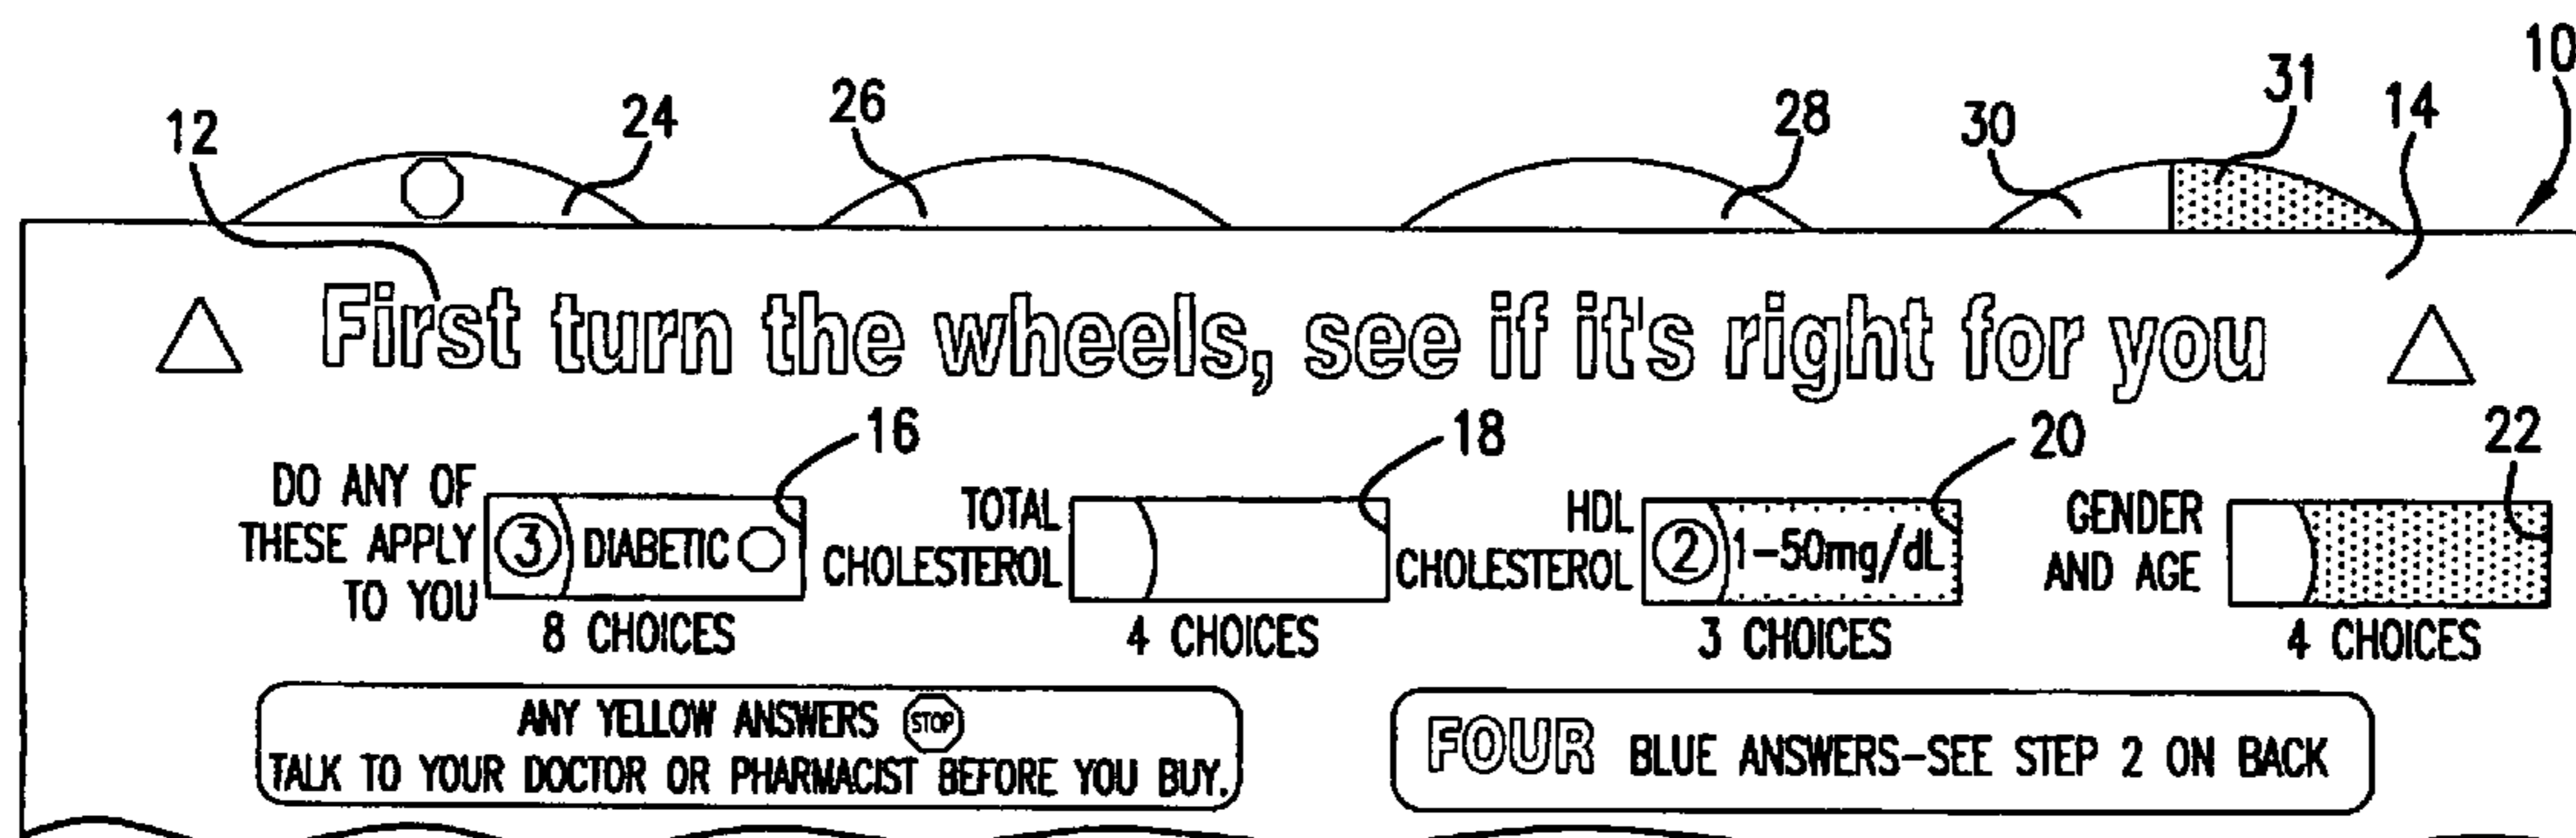 10
31
14
12
24
26
28
30
First turn the wheels, see if it's right for you
16
18
20
22
DO ANY OF
THESE APPLY
TO YOU
3 DIABETIC
8 CHOICES
TOTAL
CHOLESTEROL
4 CHOICES
HDL
CHOLESTEROL
2 1-50mg/dL
3 CHOICES
GENDER
AND AGE
4 CHOICES
ANY YELLOW ANSWERS STOP
TALK TO YOUR DOCTOR OR PHARMACIST BEFORE YOU BUY.
FOUR BLUE ANSWERS-SEE STEP 2 ON BACK